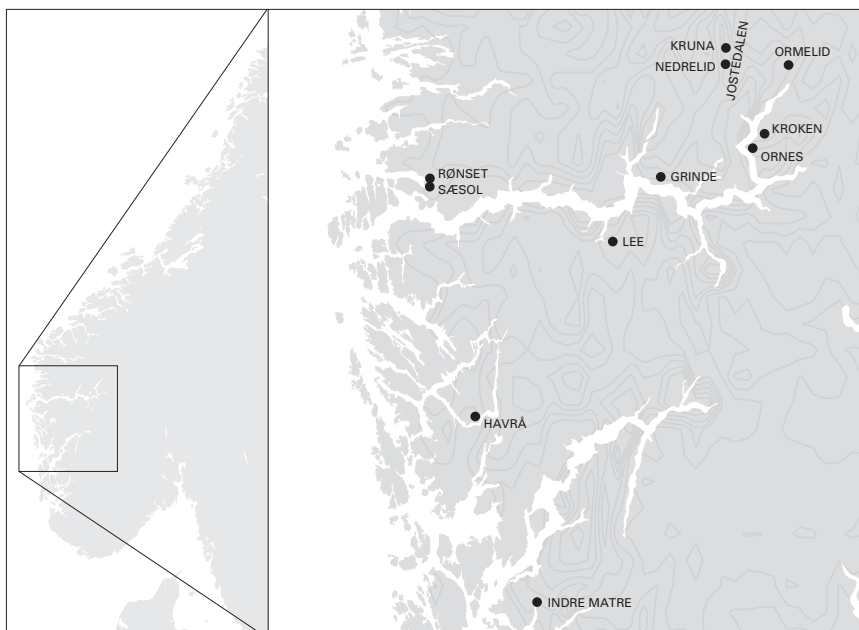 KRUNA
ORMELID
NEDRELID
JOSTEDALEN
KROKEN
ORNES
RØNSET
GRINDE
SÆSOL
LEE
HAVRÅ
INDRE MATRE